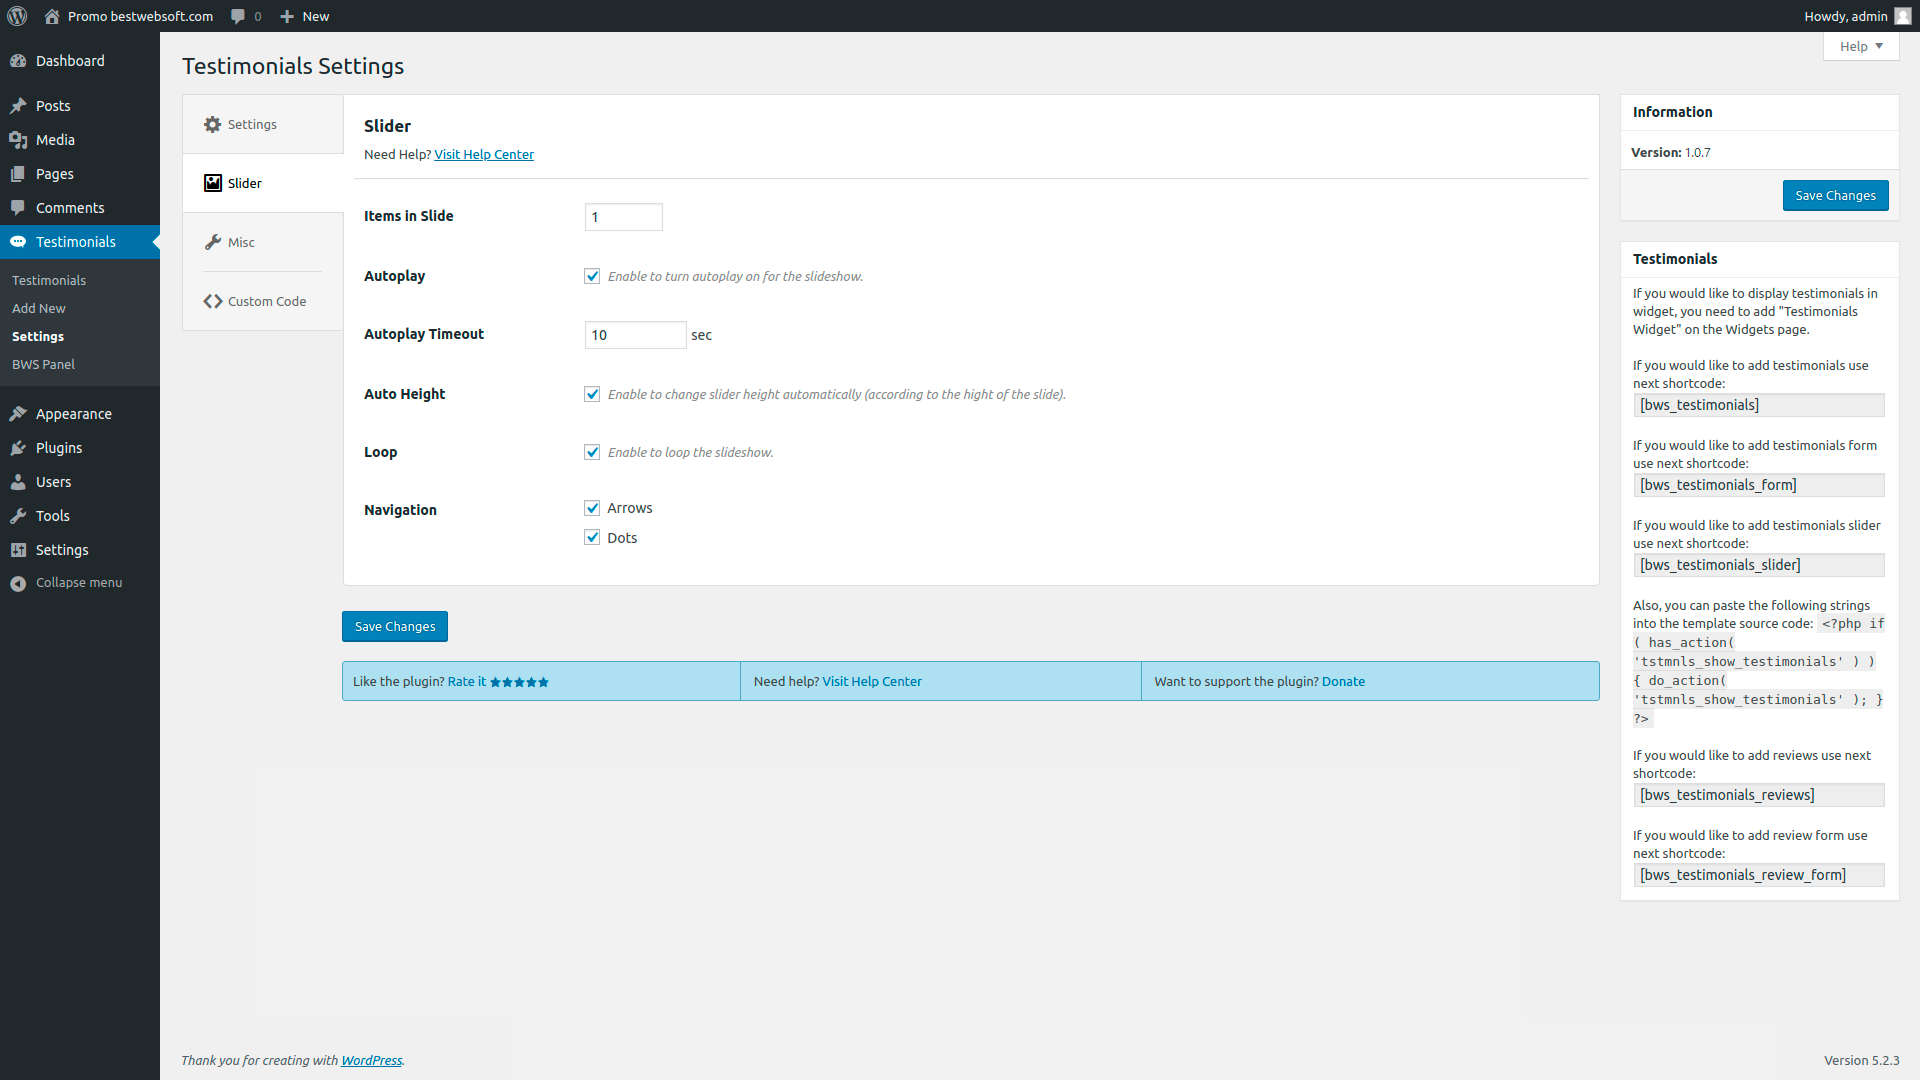 Promo bestwebsoft.com 0 New Howdy, admin
Help
Dashboard
Posts
Media
Pages
Comments
Testimonials
Testimonials
Add New
Settings
BWS Panel
Appearance
Plugins
Users
Tools
Settings
Collapse menu
Testimonials Settings
Settings
Slider
Misc
Custom Code
Slider
Need Help? Visit Help Center
Items in Slide 1
Autoplay Enable to turn autoplay on for the slideshow.
Autoplay Timeout 10 sec
Auto Height Enable to change slider height automatically (according to the hight of the slide).
Loop Enable to loop the slideshow.
Navigation Arrows
Dots
Save Changes
Like the plugin? Rate it Need help? Visit Help Center Want to support the plugin? Donate
Information
Version: 1.0.7
Save Changes
Testimonials
If you would like to display testimonials in
widget, you need to add "Testimonials
Widget" on the Widgets page.
If you would like to add testimonials use
next shortcode:
[bws_testimonials]
If you would like to add testimonials form
use next shortcode:
[bws_testimonials_form]
If you would like to add testimonials slider
use next shortcode:
[bws_testimonials_slider]
Also, you can paste the following strings
into the template source code: <?php if
( has_action(
'tstmnls_show_testimonials' ) )
{ do_action(
'tstmnls_show_testimonials' ); }
?>
If you would like to add reviews use next
shortcode:
[bws_testimonials_reviews]
If you would like to add review form use
next shortcode:
[bws_testimonials_review_form]
Thank you for creating with WordPress. Version 5.2.3